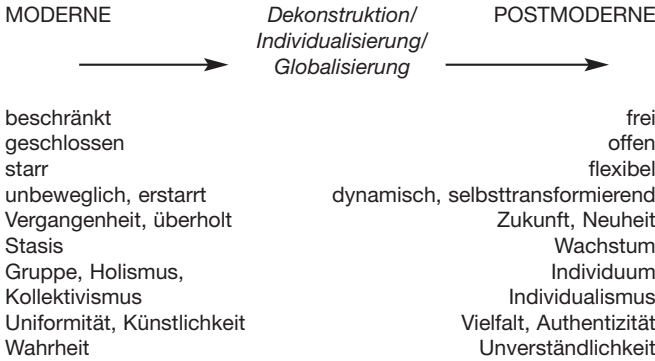 MODERNE Dekonstruktion/ POSTMODERNE
Individualisierung/
Globalisierung
beschränkt frei
geschlossen offen
starr flexibel
unbeweglich, erstarrt dynamisch, selbsttransformierend
Vergangenheit, überholt Zukunft, Neuheit
Stasis Wachstum
Gruppe, Holismus, Individuum
Kollektivismus Individualismus
Uniformität, Künstlichkeit Vielfalt, Authentizität
Wahrheit Unverständlichkeit